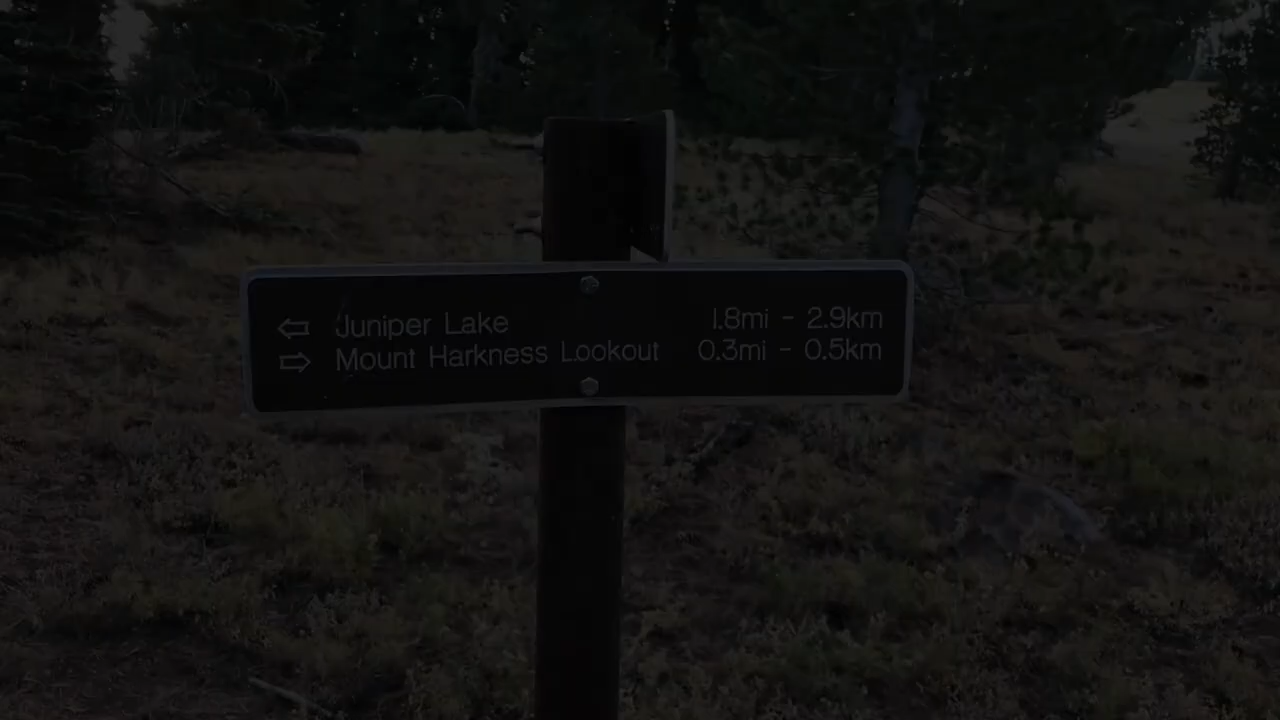 ⇦ Juniper Lake 1.8mi - 2.9km
⇨ Mount Harkness Lookout 0.3mi - 0.5km